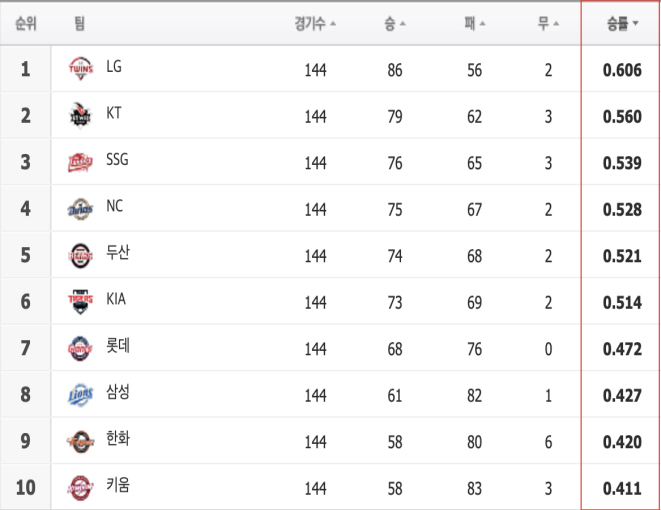 순위 팀 경기수 승 패 무 승률
1 TWINS LG 144 86 56 2 0.606
2 KT 144 79 62 3 0.560
3 SSG 144 76 65 3 0.539
4 NC 144 75 67 2 0.528
5 두산 144 74 68 2 0.521
6 TIGERS KIA 144 73 69 2 0.514
7 Giants 롯데 144 68 76 0 0.472
8 Lions 삼성 144 61 82 1 0.427
9 한화 144 58 80 6 0.420
10 키움 144 58 83 3 0.411